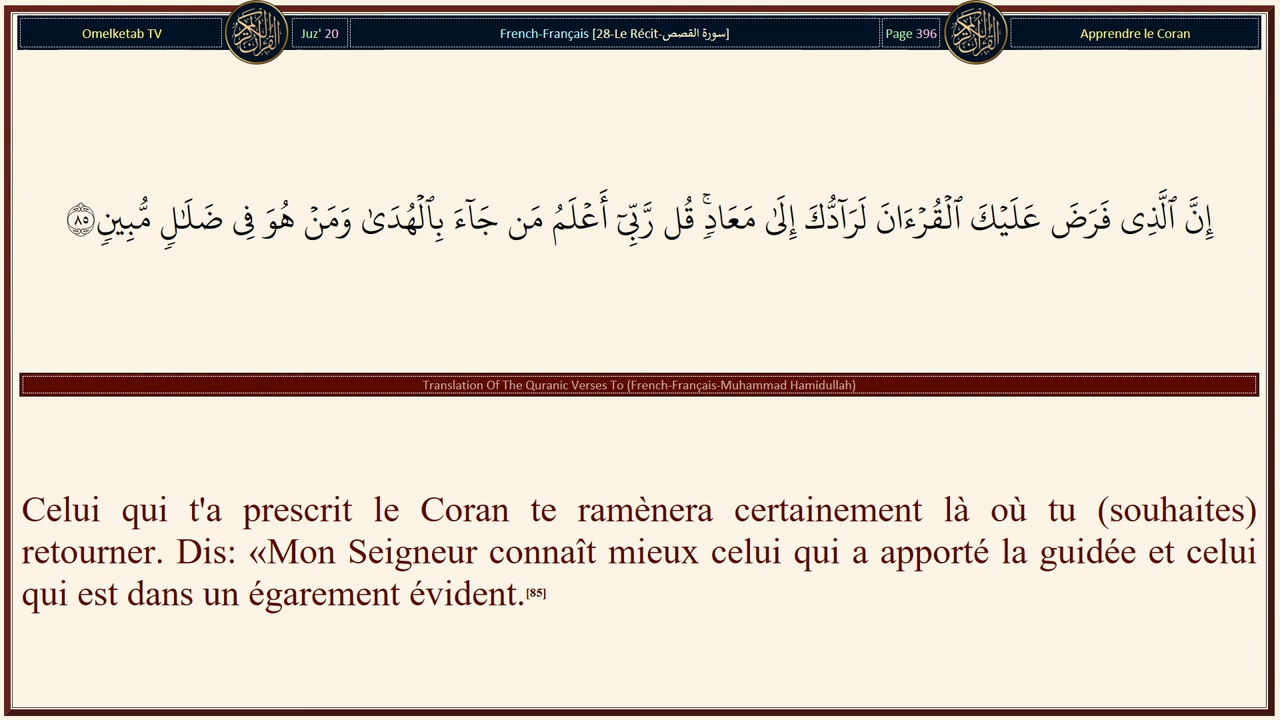 Omelketab TV
Juz' 20
French-Français [28-Le Récit-سورة القصص]
Page 396
Apprendre le Coran
إِنَّ ٱلَّذِى فَرَضَ عَلَيْكَ ٱلْقُرْءَانَ لَرَآدُّكَ إِلَىٰ مَعَادٍۢ ۚ قُل رَّبِّىٓ أَعْلَمُ مَن جَآءَ بِٱلْهُدَىٰ وَمَنْ هُوَ فِى ضَلَـٰلٍۢ مُّبِينٍۢ ٨٥
Translation Of The Quranic Verses To (French-Français-Muhammad Hamidullah)
Celui qui t'a prescrit le Coran te ramènera certainement là où tu (souhaites)
retourner. Dis: «Mon Seigneur connaît mieux celui qui a apporté la guidée et celui
qui est dans un égarement évident.[85]